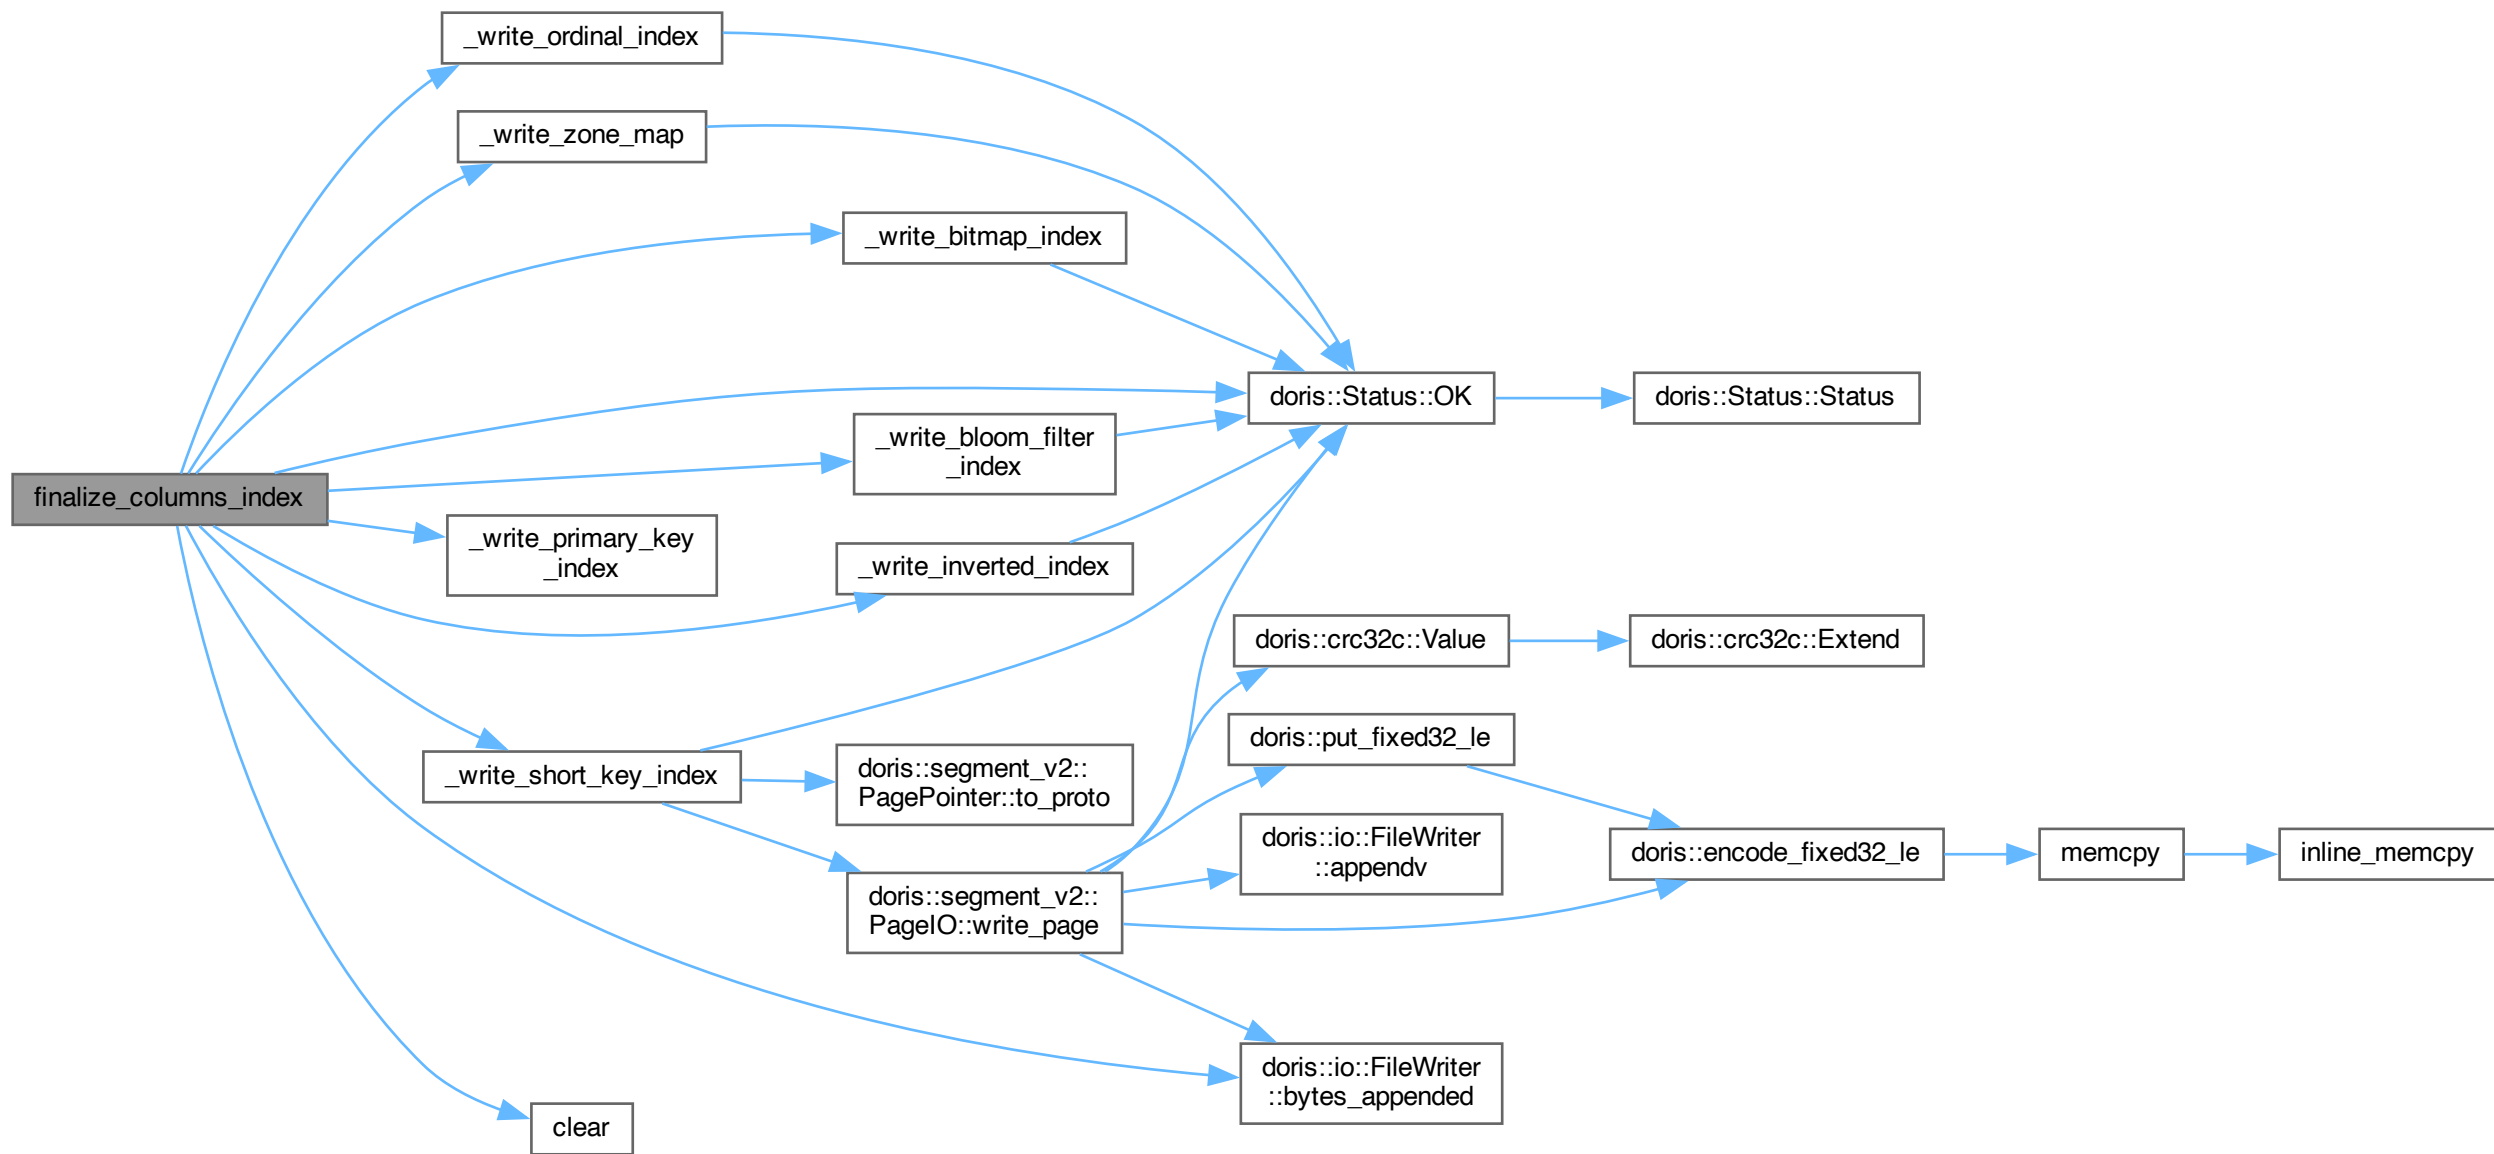 _write_ordinal_index
_write_zone_map
_write_bitmap_index
doris::Status::OK
doris::Status::Status
_write_bloom_filter
_index
finalize_columns_index
_write_primary_key
_index
_write_inverted_index
doris::crc32c::Value
doris::crc32c::Extend
doris::put_fixed32_le
_write_short_key_index
doris::segment_v2::
PagePointer::to_proto
doris::io::FileWriter
::appendv
doris::encode_fixed32_le
memcpy
inline_memcpy
doris::segment_v2::
PageIO::write_page
doris::io::FileWriter
::bytes_appended
clear